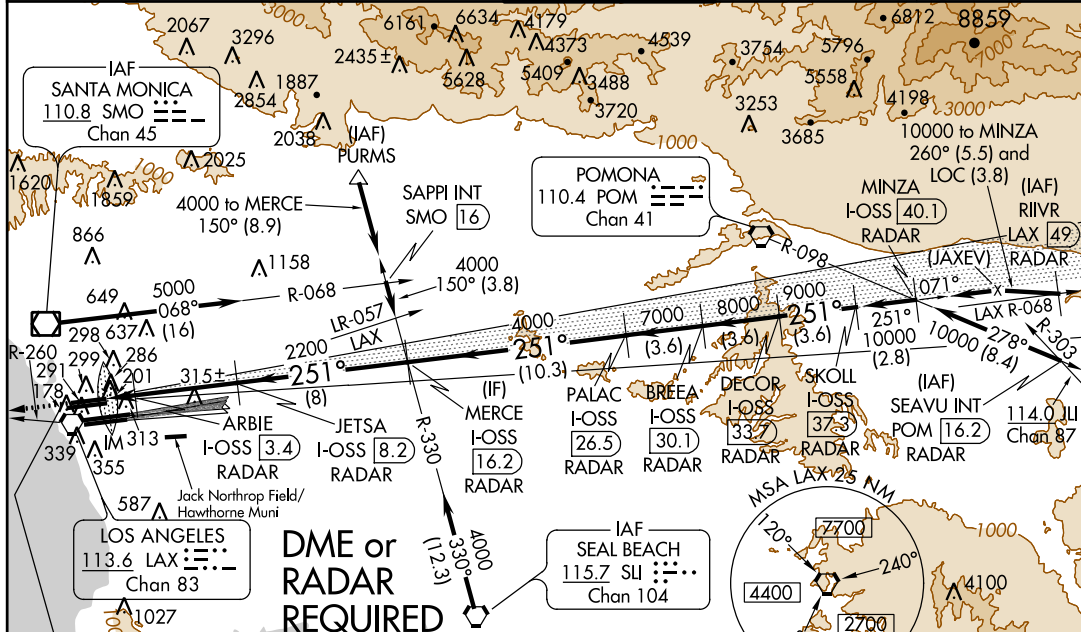 2067
3296
2435±
6161
6634
4179
4373
4539
3754
5796
6812
8859
7000
IAF
SANTA MONICA
110.8 SMO
Chan 45
2854
1887
2038
5628
5409
3488
3720
3253
5558
3685
4198
3000
1000
10000 to MINZA
260° (5.5) and
LOC (3.8)
3000
1000
1620
1859
2025
(IAF)
PURMS
4000 to MERCE
150° (8.9)
SAPPI INT
SMO 16
POMONA
110.4 POM
Chan 41
MINZA
I-OSS 40.1
RADAR
(IAF)
RIIVR
LAX 49
RADAR
(JAXEV)
866
1158
649
637
5000
068°
(16)
R-068
4000
150° (3.8)
LR-057
LAX
R-098
071°
LAX R-068
R-303
298
299
291
286
201
178
R-260
315±
2200
251°
(8)
4000
251°
(10.3)
7000
(3.6)
8000
(3.6)
9000
251°
(3.6)
251°
10000
(2.8)
278°
10000
(8.4)
339
355
IM
313
ARBIE
I-OSS 3.4
RADAR
JETSA
I-OSS 8.2
RADAR
(IF)
MERCE
I-OSS
16.2
RADAR
PALAC
I-OSS
26.5
RADAR
BREEA
I-OSS
30.1
RADAR
DECOR
I-OSS
33.7
RADAR
SKOLL
I-OSS
37.3
RADAR
(IAF)
SEAVU INT
POM 16.2
RADAR
114.0 JLI
Chan 87
587
Jack Northrop Field/
Hawthorne Muni
R-330
4000
330°
(12.3)
LOS ANGELES
113.6 LAX
Chan 83
1027
DME or
RADAR
REQUIRED
IAF
SEAL BEACH
115.7 SLI
Chan 104
MSA LAX 25 NM
120°
7700
240°
4400
2700
1000
4100